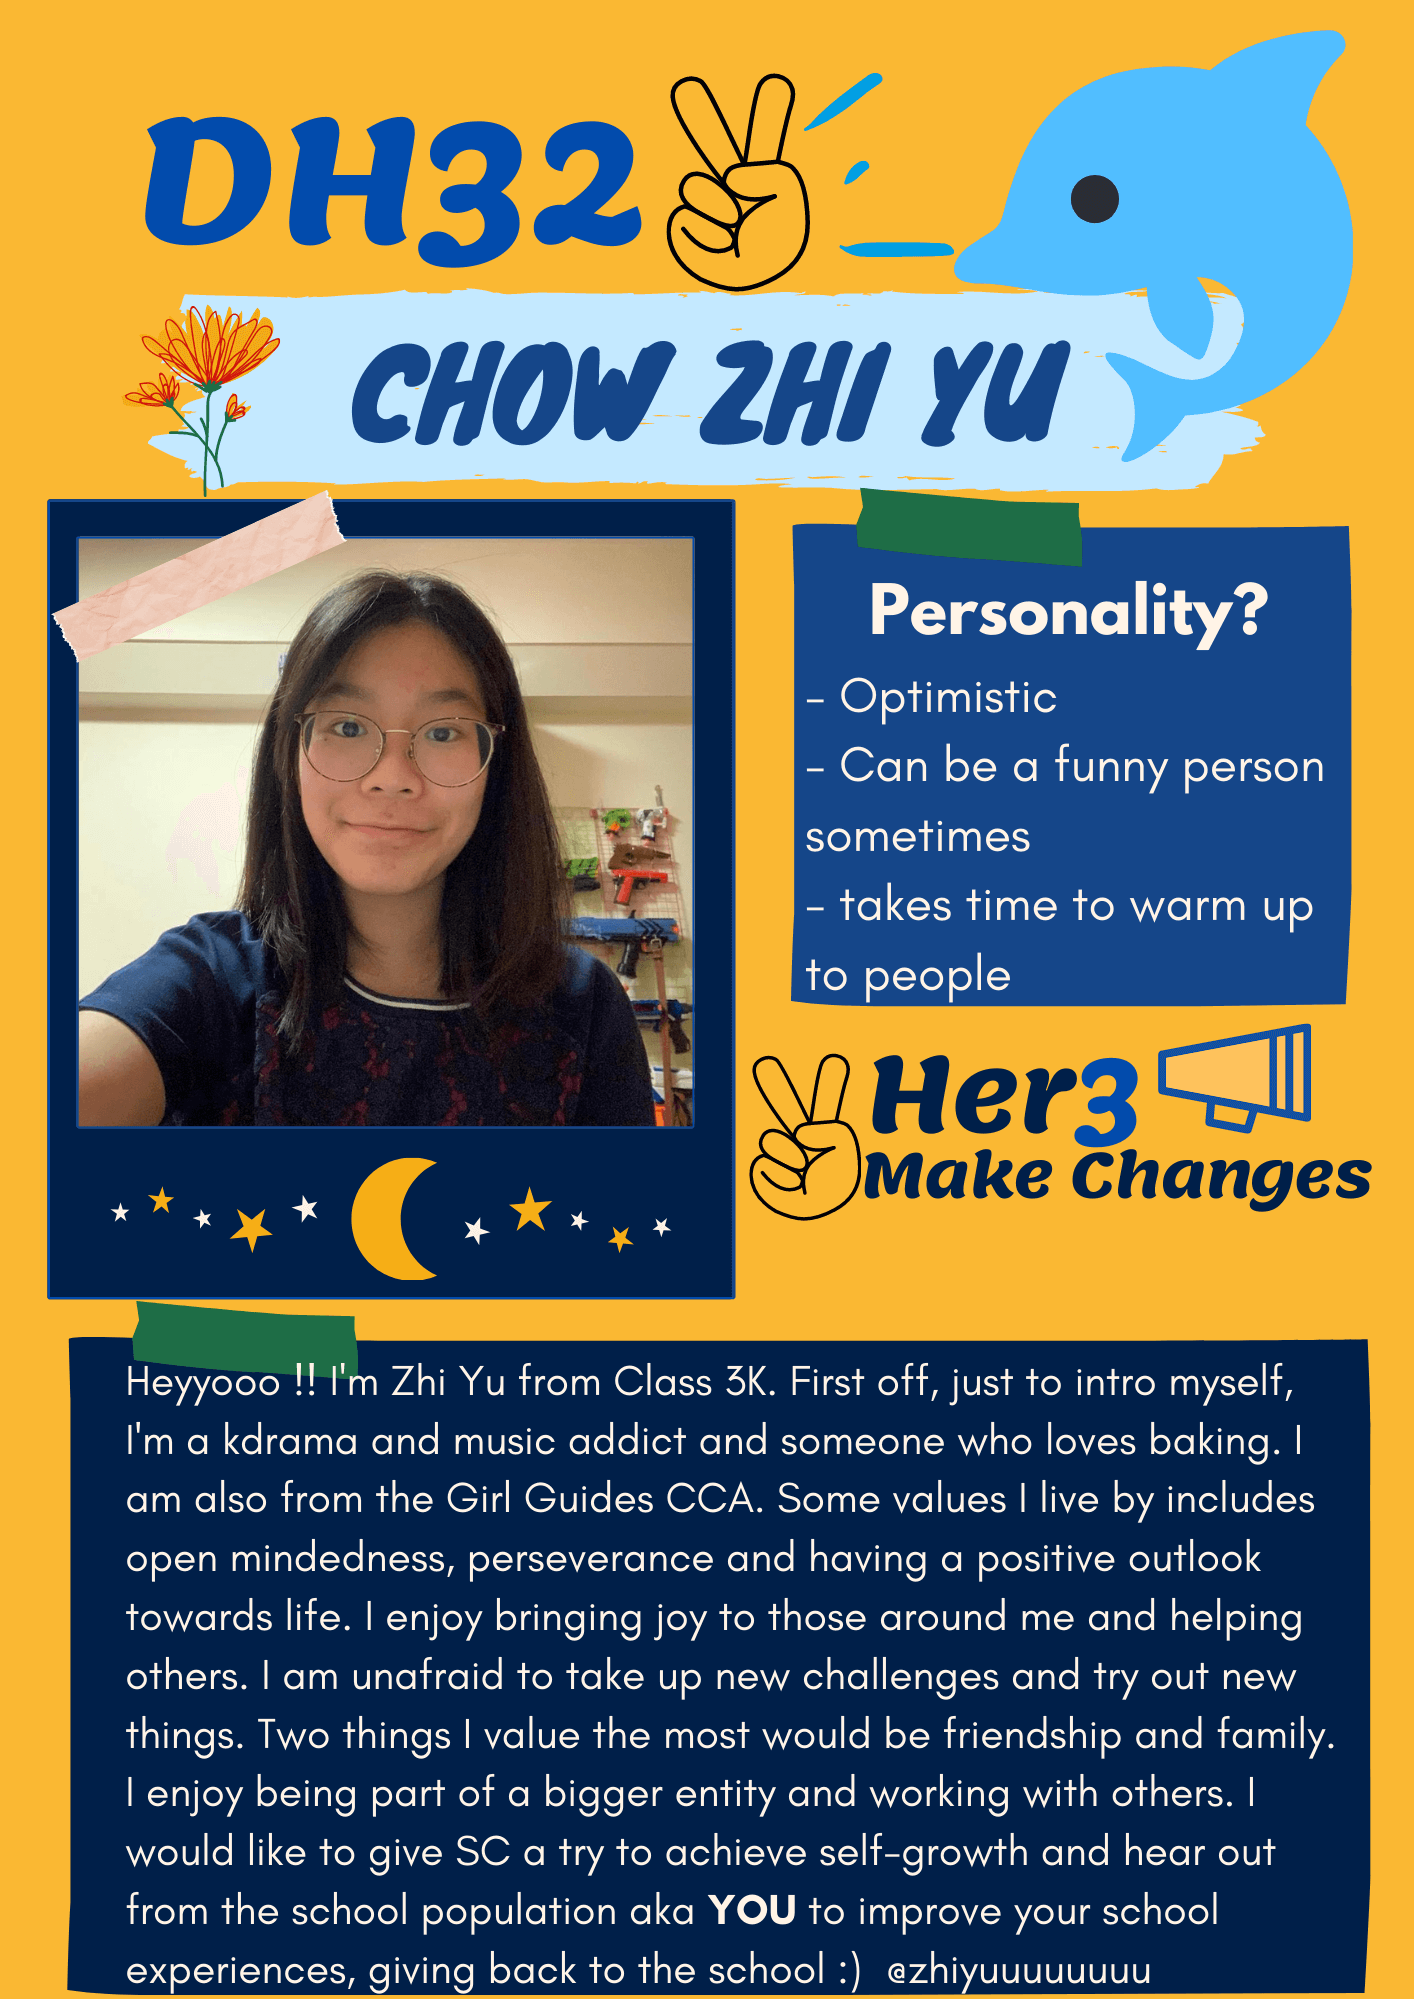 DH32
CHOW ZHI YU
Personality?
- Optimistic
- Can be a funny person
sometimes
- takes time to warm up
to people
Her3
Make Changes
Heyyooo !! I'm Zhi Yu from Class 3K. First off, just to intro myself,
I'm a kdrama and music addict and someone who loves baking. I
am also from the Girl Guides CCA. Some values I live by includes
open mindedness, perseverance and having a positive outlook
towards life. I enjoy bringing joy to those around me and helping
others. I am unafraid to take up new challenges and try out new
things. Two things I value the most would be friendship and family.
I enjoy being part of a bigger entity and working with others. I
would like to give SC a try to achieve self-growth and hear out
from the school population aka YOU to improve your school
experiences, giving back to the school :) @zhiyuuuuuuuu